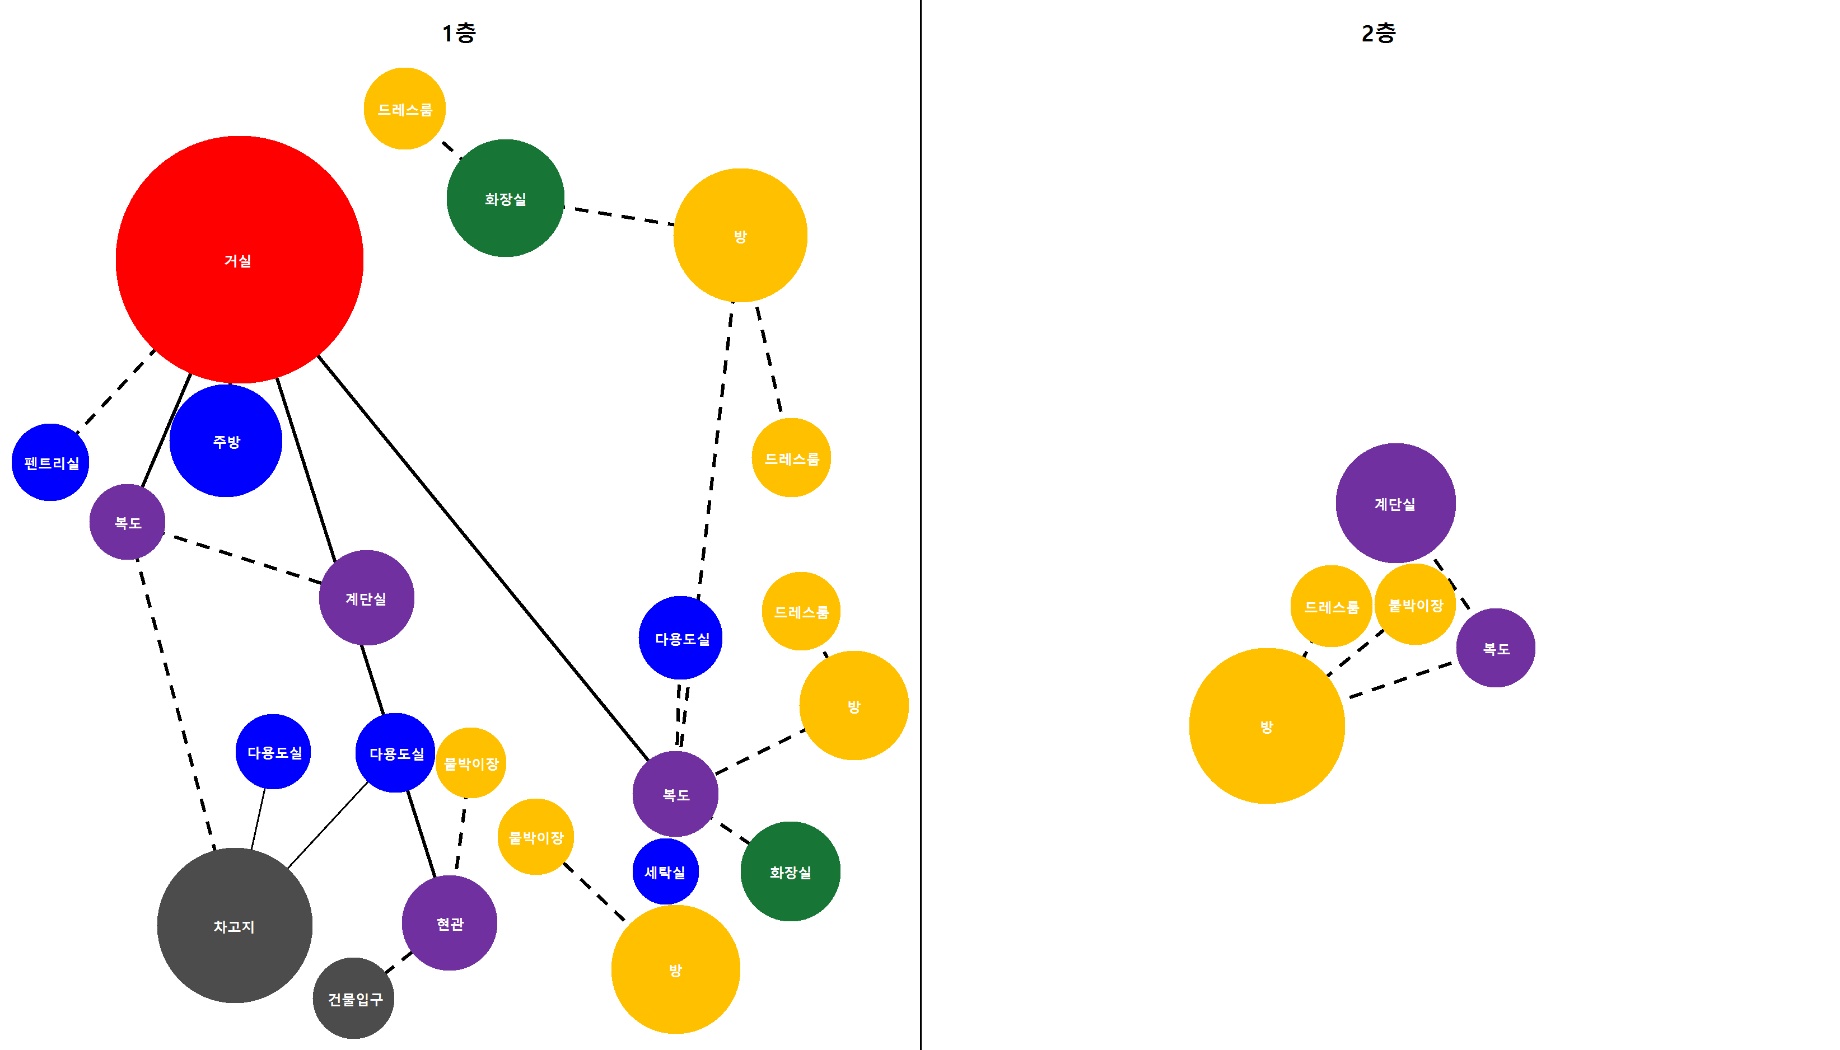 1층
2층
드레스룸
화장실
방
거실
주방
펜트리실
드레스룸
복도
계단실
계단실
드레스룸
다용도실
드레스룸
붙박이장
복도
방
방
다용도실
다용도실
붙박이장
복도
붙박이장
세탁실
화장실
차고지
현관
방
건물입구